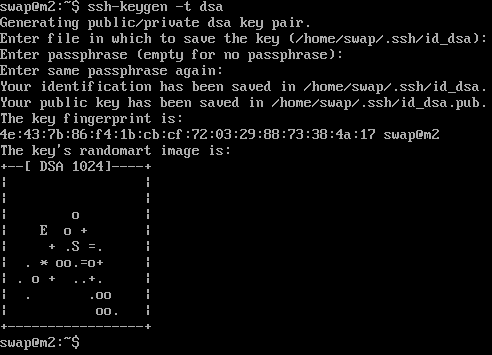 swap@m2:~$ ssh-keygen -t dsa
Generating public/private dsa key pair.
Enter file in which to save the key (/home/swap/.ssh/id_dsa):
Enter passphrase (empty for no passphrase):
Enter same passphrase again:
Your identification has been saved in /home/swap/.ssh/id_dsa.
Your public key has been saved in /home/swap/.ssh/id_dsa.pub.
The key fingerprint is:
4e:43:7b:86:f4:1b:cb:cf:72:03:29:88:73:38:4a:17 swap@m2
The key's randomart image is:
+--[ DSA 1024]----+
|                 |
|                 |
|        o        |
|    E  o +       |
|     + .S =.     |
|  . * oo.=o+     |
| . o +  ..+.     |
|  .       .oo    |
|           oo.   |
+-----------------+
swap@m2:~$